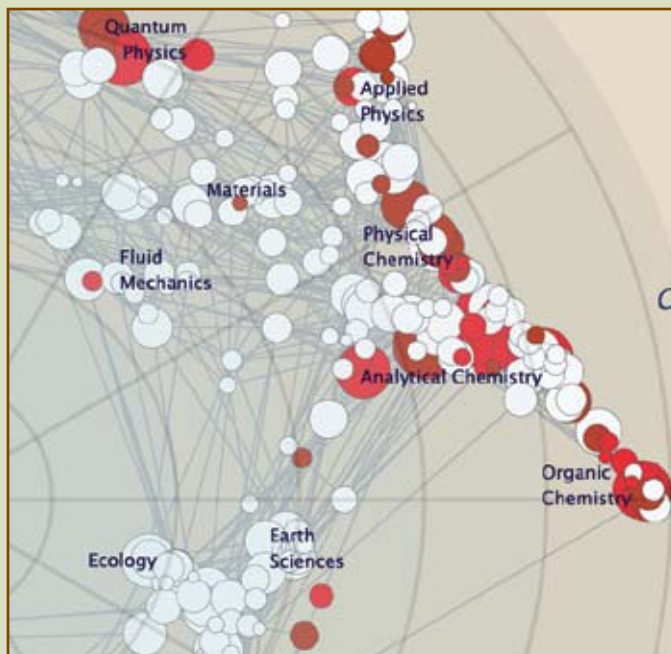 Quantum
Physics
Applied
Physics
Materials
Physical
Chemistry
Fluid
Mechanics
Analytical Chemistry
Organic
Chemistry
Ecology
Earth
Sciences